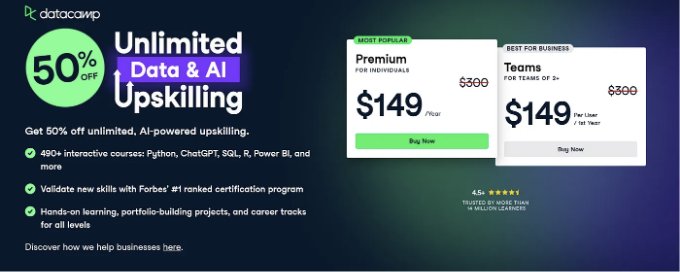 datacamp
50% OFF
Unlimited
Data & AI
Upskilling
Get 50% off unlimited, AI-powered upskilling.
490+ interactive courses: Python, ChatGPT, SQL, R, Power BI, and
more
Validate new skills with Forbes' #1 ranked certification program
Hands-on learning, portfolio-building projects, and career tracks
for all levels
Discover how we help businesses here.
MOST POPULAR
Premium
FOR INDIVIDUALS
$300
$149 /Year
Buy Now
BEST FOR BUSINESS
Teams
FOR TEAMS OF 2+
$300
$149 Per User
/ 1st Year
Buy Now
4.5+
TRUSTED BY MORE THAN
14 MILLION LEARNERS